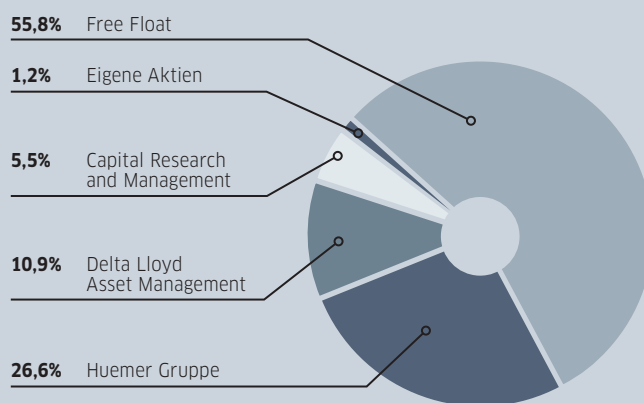 55,8% Free Float
1,2% Eigene Aktien
5,5% Capital Research
and Management
10,9% Delta Lloyd
Asset Management
26,6% Huemer Gruppe